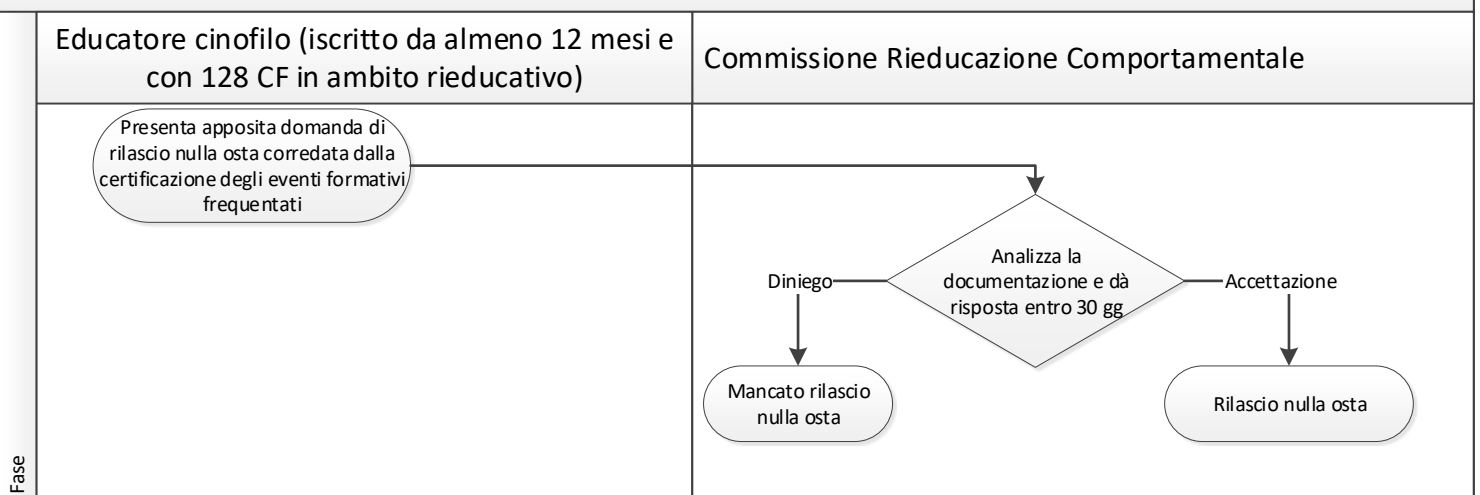 Educatore cinofilo (iscritto da almeno 12 mesi e
con 128 CF in ambito rieducativo)
Commissione Rieducazione Comportamentale
Presenta apposita domanda di
rilascio nulla osta corredata dalla
certificazione degli eventi formativi
frequentati
Analizza la
documentazione e dà
risposta entro 30 gg
Diniego
Accettazione
Mancato rilascio
nulla osta
Rilascio nulla osta
Fase